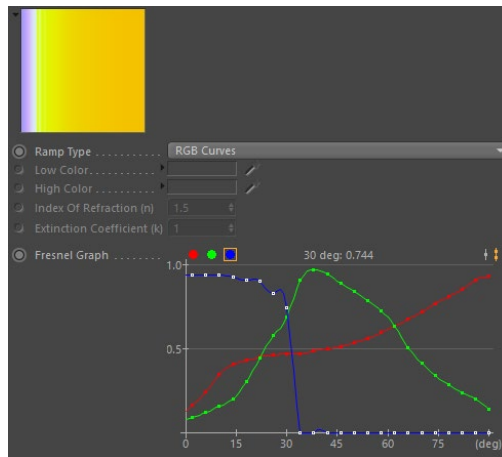 Ramp Type . . . . . . . . . . . RGB Curves
Low Color. . . . . . . . .
High Color . . . . . . . . .
Index Of Refraction (n) 1.5
Extinction Coefficient (k) 1
Fresnel Graph . . . . . . . 30 deg: 0.744
1.0
0.5
0 15 30 45 60 75 (deg)